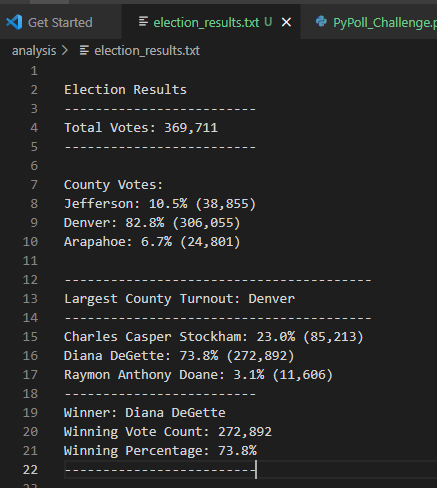 Get Started
election_results.txt U
PyPoll_Challenge.p
analysis > election_results.txt
1
2 Election Results
3 -------------------------
4 Total Votes: 369,711
5 -------------------------
6
7 County Votes:
8 Jefferson: 10.5% (38,855)
9 Denver: 82.8% (306,055)
10 Arapahoe: 6.7% (24,801)
11
12 ----------------------------------------
13 Largest County Turnout: Denver
14 ----------------------------------------
15 Charles Casper Stockham: 23.0% (85,213)
16 Diana DeGette: 73.8% (272,892)
17 Raymon Anthony Doane: 3.1% (11,606)
18 -------------------------
19 Winner: Diana DeGette
20 Winning Vote Count: 272,892
21 Winning Percentage: 73.8%
22 -------------------------